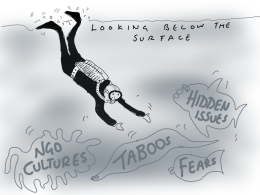 LOOKING BELOW THE
SURFACE
HIDDEN
ISSUES
NGO
CULTURES
TABOOS
FEARS